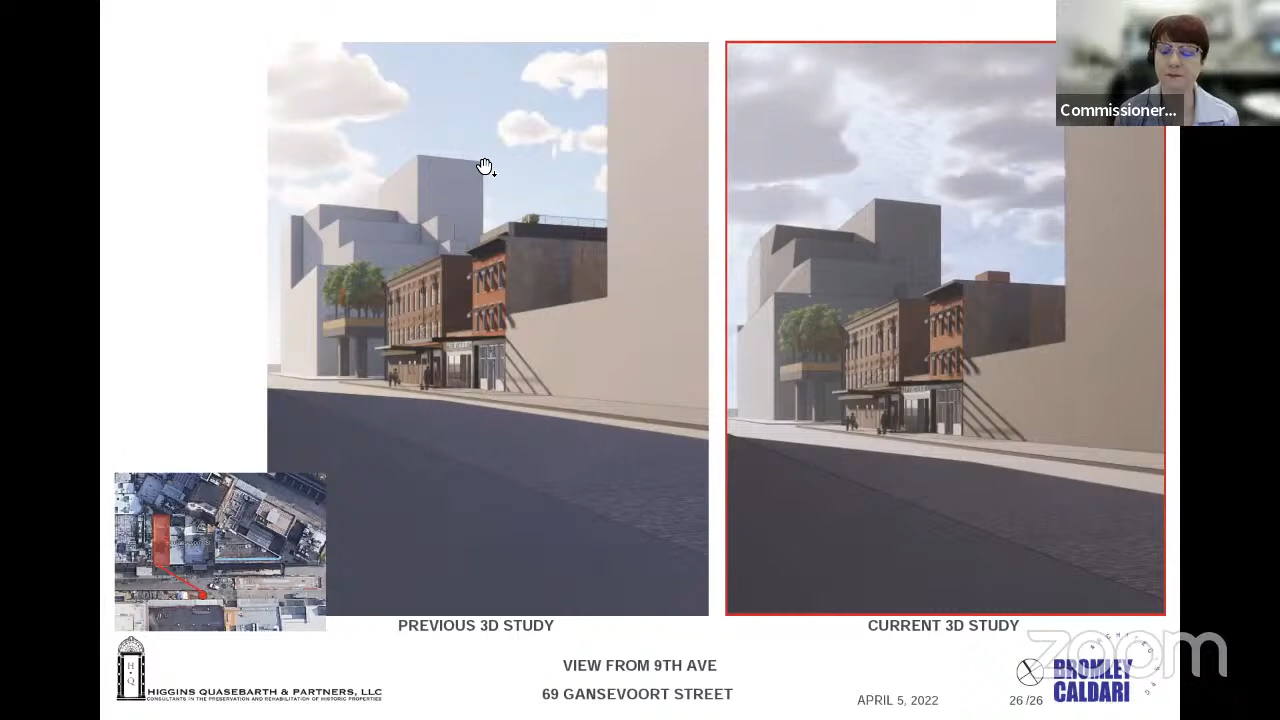 Commissioner...
PREVIOUS 3D STUDY
CURRENT 3D STUDY
VIEW FROM 9TH AVE
69 GANSEVOORT STREET
H Q
HIGGINS QUASEBARTH & PARTNERS, LLC
CONSULTANTS IN THE PRESERVATION AND REHABILITATION OF HISTORIC PROPERTIES
APRIL 5, 2022
26/26
BROMLEY
CALDARI
zoom